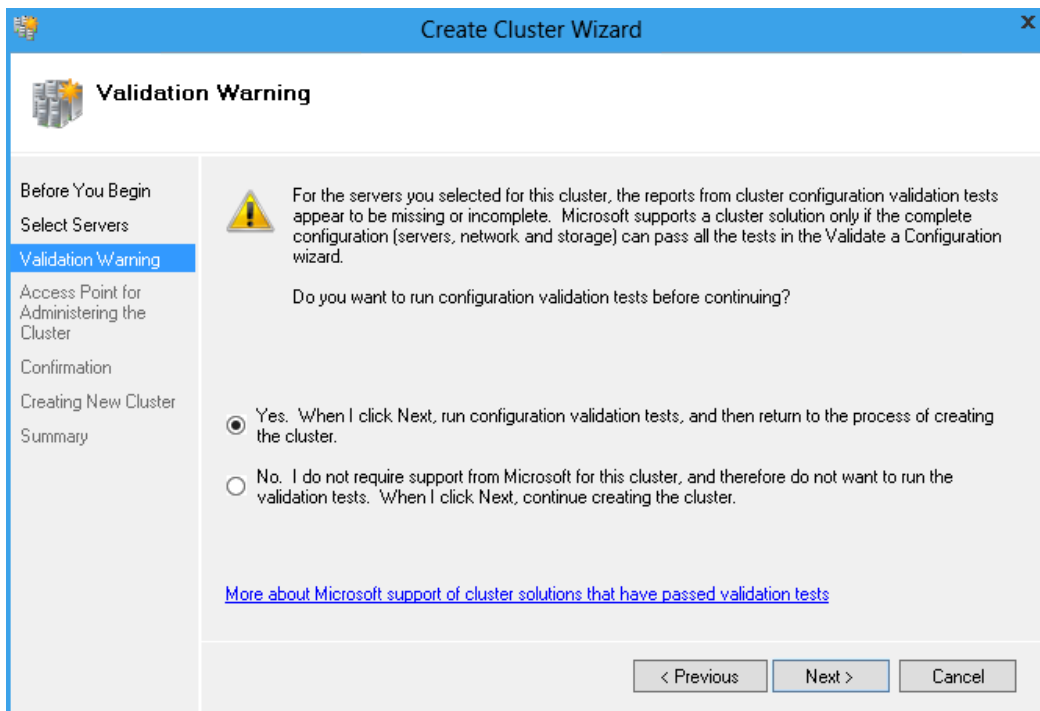 Create Cluster Wizard
X
Validation Warning
Before You Begin
Select Servers
Validation Warning
Access Point for
Administering the
Cluster
Confirmation
Creating New Cluster
Summary
For the servers you selected for this cluster, the reports from cluster configuration validation tests
appear to be missing or incomplete.  Microsoft supports a cluster solution only if the complete
configuration (servers, network and storage) can pass all the tests in the Validate a Configuration
wizard.
Do you want to run configuration validation tests before continuing?
Yes.  When I click Next, run configuration validation tests, and then return to the process of creating
the cluster.
No.  I do not require support from Microsoft for this cluster, and therefore do not want to run the
validation tests.  When I click Next, continue creating the cluster.
More about Microsoft support of cluster solutions that have passed validation tests
< Previous
Next >
Cancel